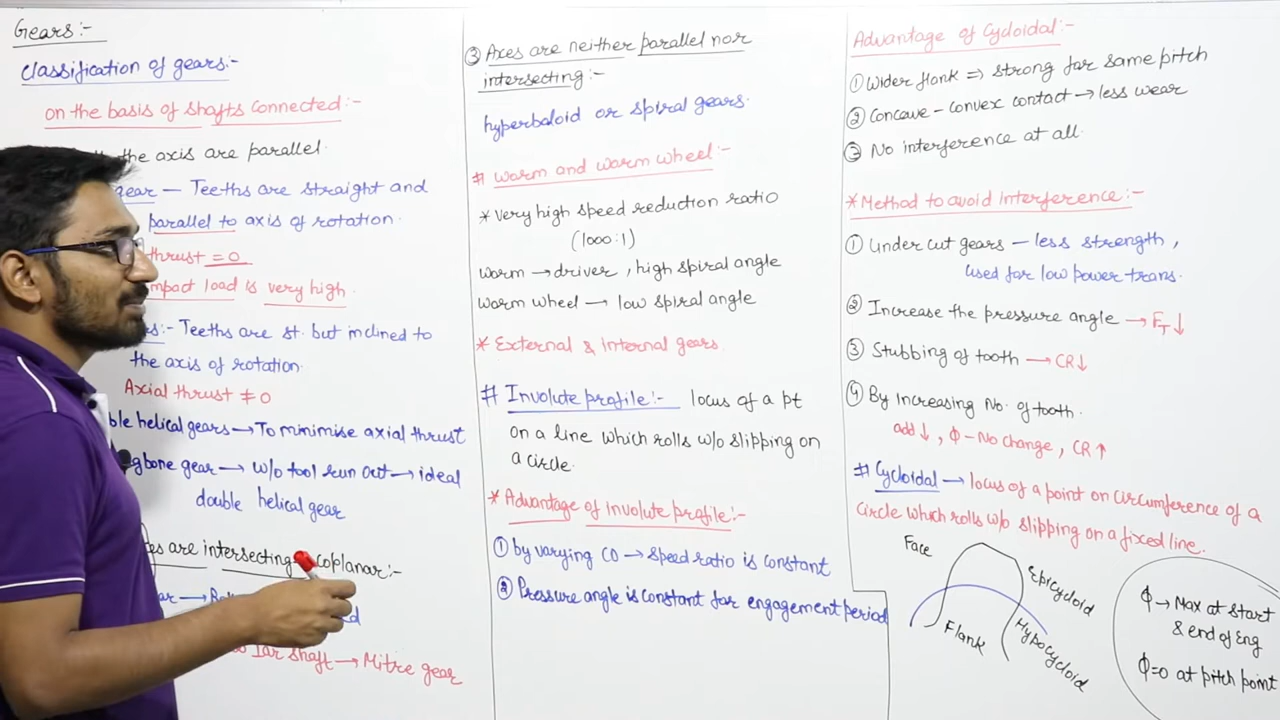 Gears:-
Classification of gears:-
on the basis of shafts connected:-
the axis are parallel.
gear — Teeths are straight and
parallel to axis of rotation.
thrust = 0
mpact load is very high.
Teeths are st. but inclined to
the axis of rotation.
Axial thrust ≠ 0
ble helical gears → To minimise axial thrust
gbone gear → w/o tool run out → ideal
double helical gear
es are intersecting coplanar:-
shaft → Mitre gear
③ Axes are neither parallel nor
intersecting:-
hyperbaloid or spiral gears.
# Worm and worm wheel:-
* Very high speed reduction ratio
(1000:1)
Worm → driver, high spiral angle
Worm wheel → low spiral angle
* External & Internal gears.
# Involute profile:- locus of a pt
on a line which rolls w/o slipping on
a circle.
* Advantage of involute profile:-
① by varying CD → speed ratio is constant
② Pressure angle is constant for engagement period
Advantage of Cycloidal:-
① Wider flank ⇒ strong for same pitch
② Concave - convex contact → less wear
③ No interference at all.
* Method to avoid Interference:-
① Under cut gears — less strength,
used for low power trans.
② Increase the pressure angle → F_T ↓
③ Stubbing of tooth → CR↓
④ By increasing No. of tooth.
add ↓, Φ - No change, CR ↑
# Cycloidal → locus of a point on circumference of a
circle which rolls w/o slipping on a fixed line.
Face
Epicycloid
Flank
Hypocycloid
Φ → Max at start
& end of Eng
Φ=0 at pitch point